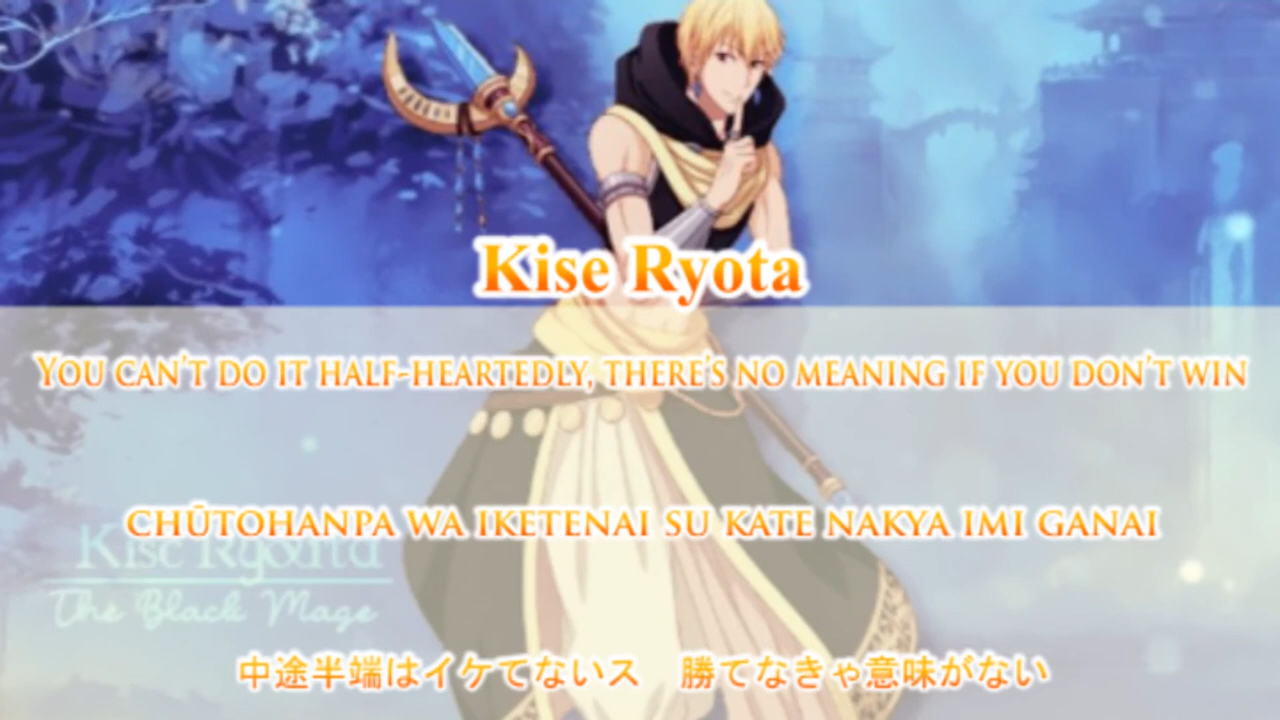 Kise Ryota
YOU CAN'T DO IT HALF-HEARTEDLY, THERE'S NO MEANING IF YOU DON'T WIN
CHŪTOHANPA WA IKETENAI SU KATE NAKYA IMI GANAI
Kise Ryouta
The Black Mage
中途半端はイケてないス　勝てなきゃ意味がない